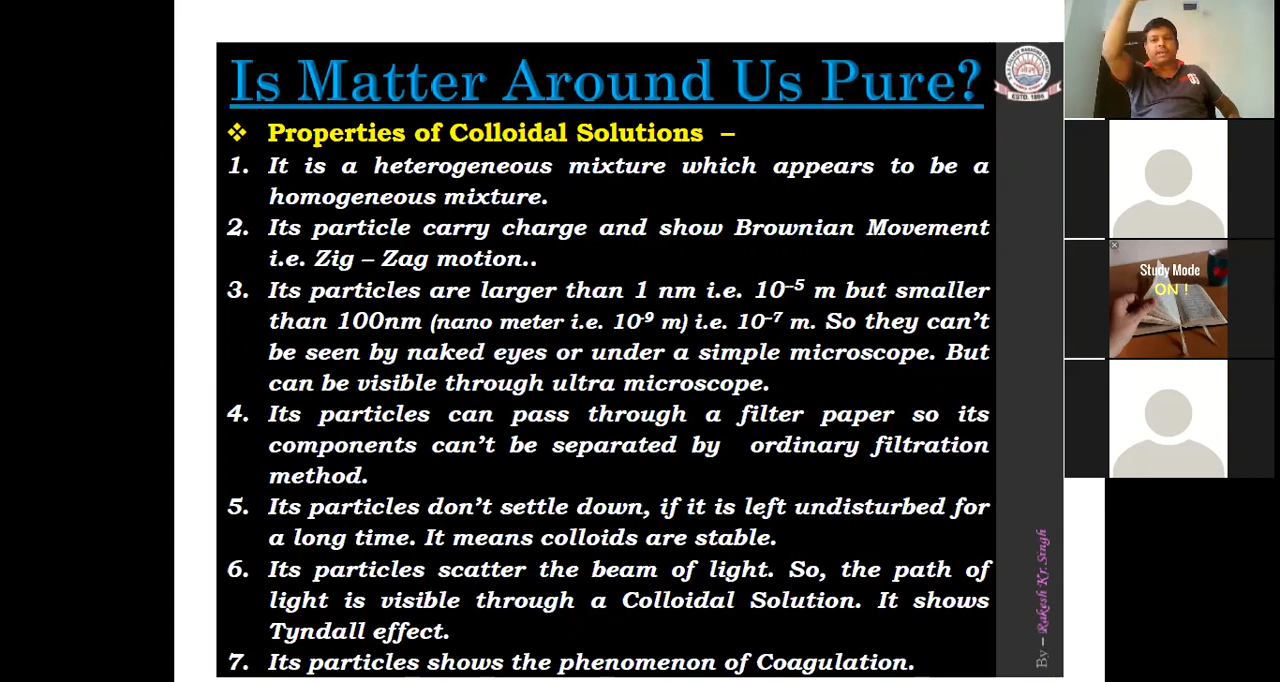 Is Matter Around Us Pure?
❖ Properties of Colloidal Solutions –
1. It is a heterogeneous mixture which appears to be a
homogeneous mixture.
2. Its particle carry charge and show Brownian Movement
i.e. Zig – Zag motion..
3. Its particles are larger than 1 nm i.e. 10⁻⁵ m but smaller
than 100nm (nano meter i.e. 10⁻⁹ m) i.e. 10⁻⁷ m. So they can't
be seen by naked eyes or under a simple microscope. But
can be visible through ultra microscope.
4. Its particles can pass through a filter paper so its
components can't be separated by ordinary filtration
method.
5. Its particles don't settle down, if it is left undisturbed for
a long time. It means colloids are stable.
6. Its particles scatter the beam of light. So, the path of
light is visible through a Colloidal Solution. It shows
Tyndall effect.
7. Its particles shows the phenomenon of Coagulation.
By – Rakesh Kr. Singh
ESTD. 1886
Study Mode
ON !